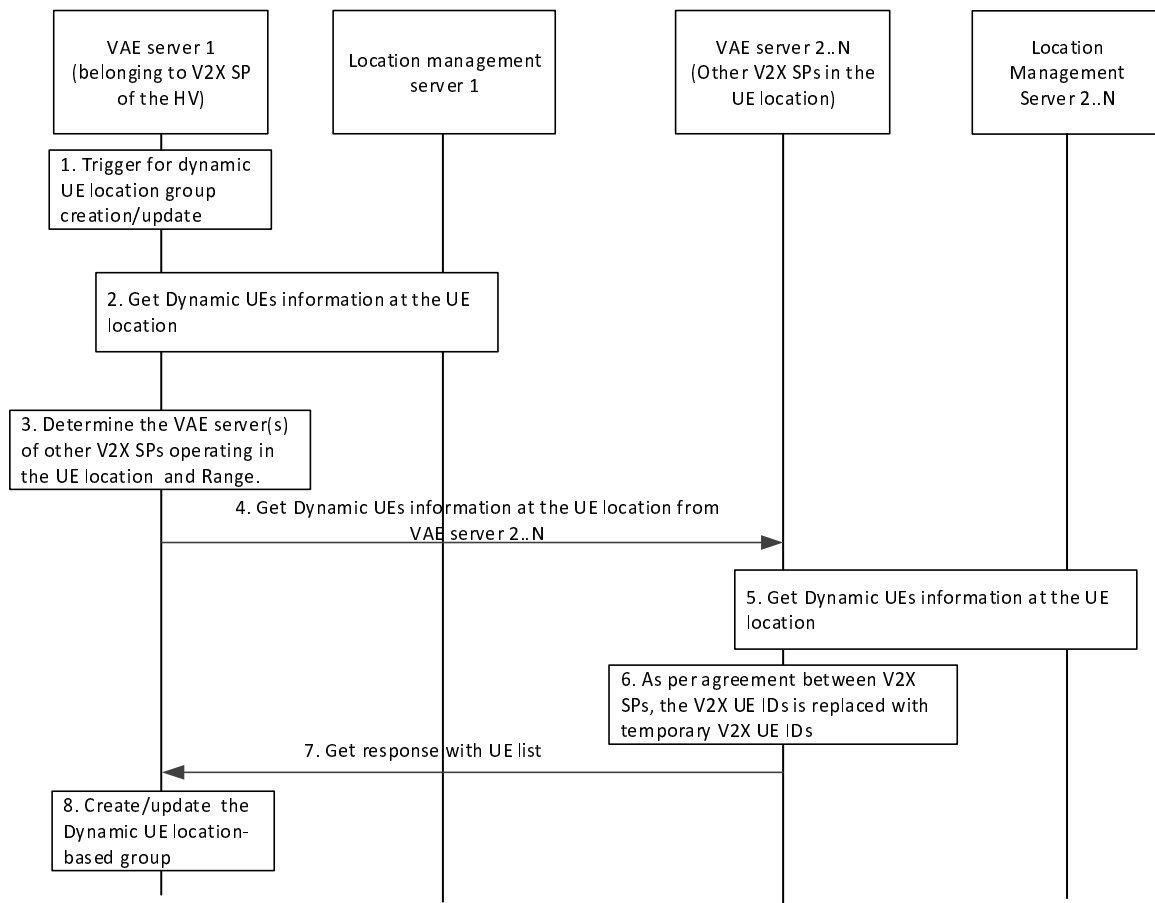 VAE server 1
(belonging to V2X SP
of the HV)
Location management
server 1
VAE server 2..N
(Other V2X SPs in the
UE location)
Location
Management
Server 2..N
1. Trigger for dynamic
UE location group
creation/update
2. Get Dynamic UEs information at the UE
location
3. Determine the VAE server(s)
of other V2X SPs operating in
the UE location and Range.
4. Get Dynamic UEs information at the UE location from
VAE server 2..N
5. Get Dynamic UEs information at the UE
location
6. As per agreement between V2X
SPs, the V2X UE IDs is replaced with
temporary V2X UE IDs
7. Get response with UE list
8. Create/update the
Dynamic UE location-
based group